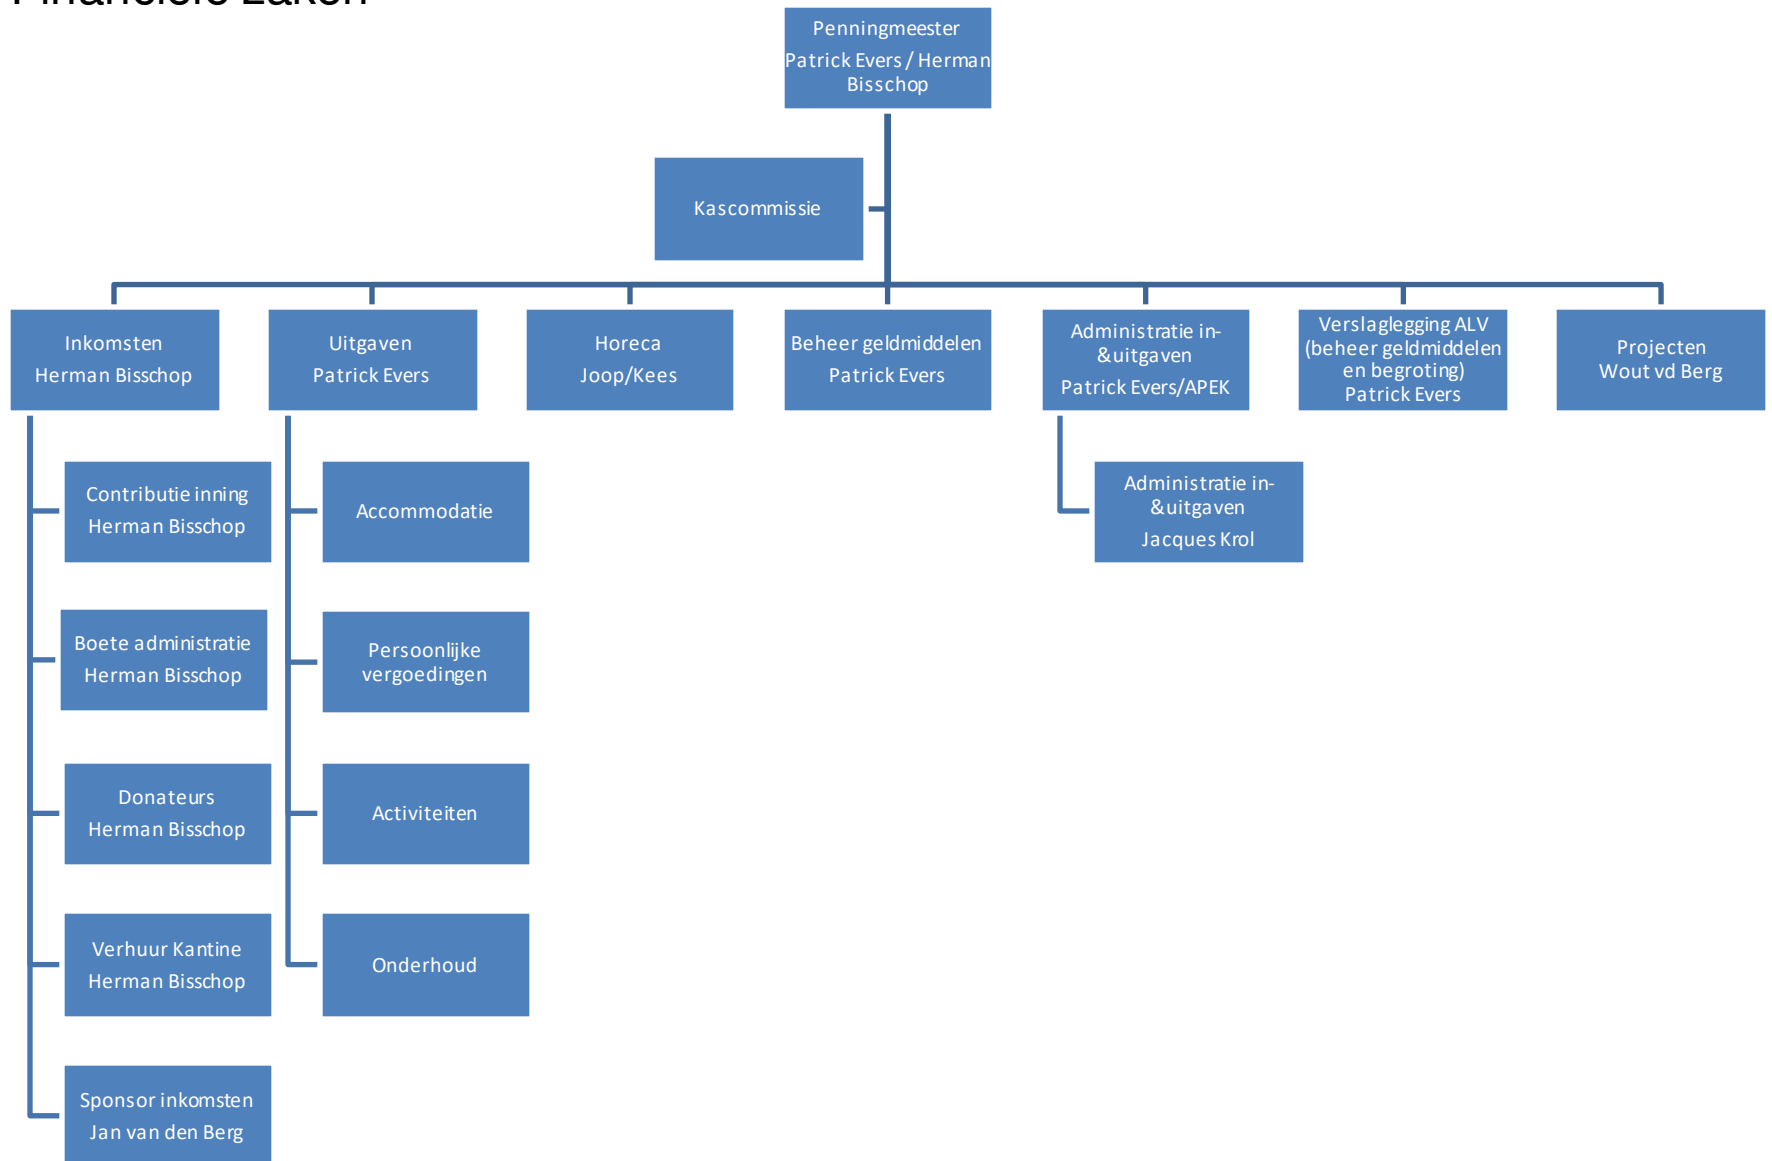 Financiële zaken
Penningmeester
Patrick Evers / Herman
Bisschop
Kascommissie
Inkomsten
Herman Bisschop
Uitgaven
Patrick Evers
Horeca
Joop/Kees
Beheer geldmiddelen
Patrick Evers
Administratie in-
&uitgaven
Patrick Evers/APEK
Verslaglegging ALV
(beheer geldmiddelen
en begroting)
Patrick Evers
Projecten
Wout vd Berg
Contributie inning
Herman Bisschop
Accommodatie
Administratie in-
&uitgaven
Jacques Krol
Boete administratie
Herman Bisschop
Persoonlijke
vergoedingen
Donateurs
Herman Bisschop
Activiteiten
Verhuur Kantine
Herman Bisschop
Onderhoud
Sponsor inkomsten
Jan van den Berg